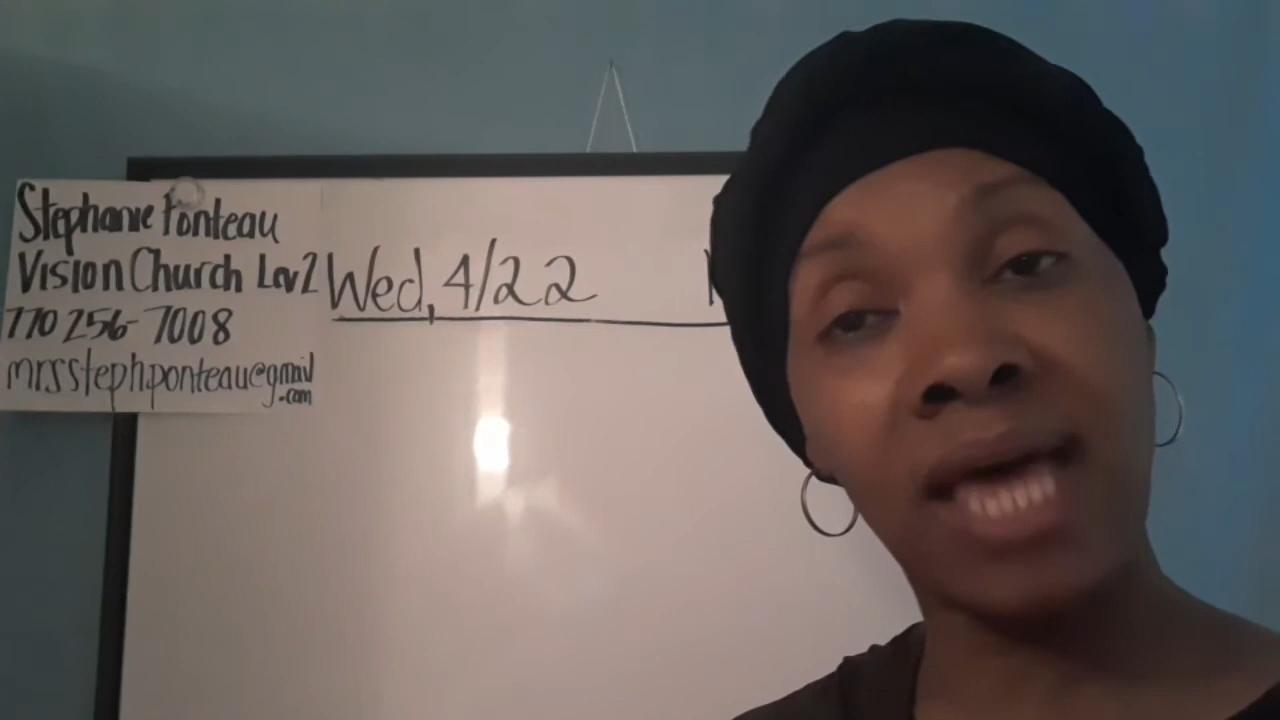 Stephanie Ponteau
Vision Church Lev2
770 256-7008
mrsstephponteau@gmail
.com
Wed, 4/22